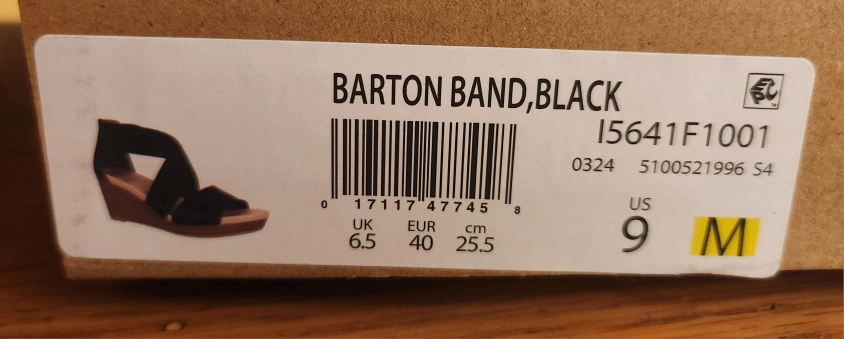 BARTON BAND,BLACK
EPC
I5641F1001
0324 5100521996 S4
0 17117 47745 8
UK EUR cm US
6.5 40 25.5 9 M